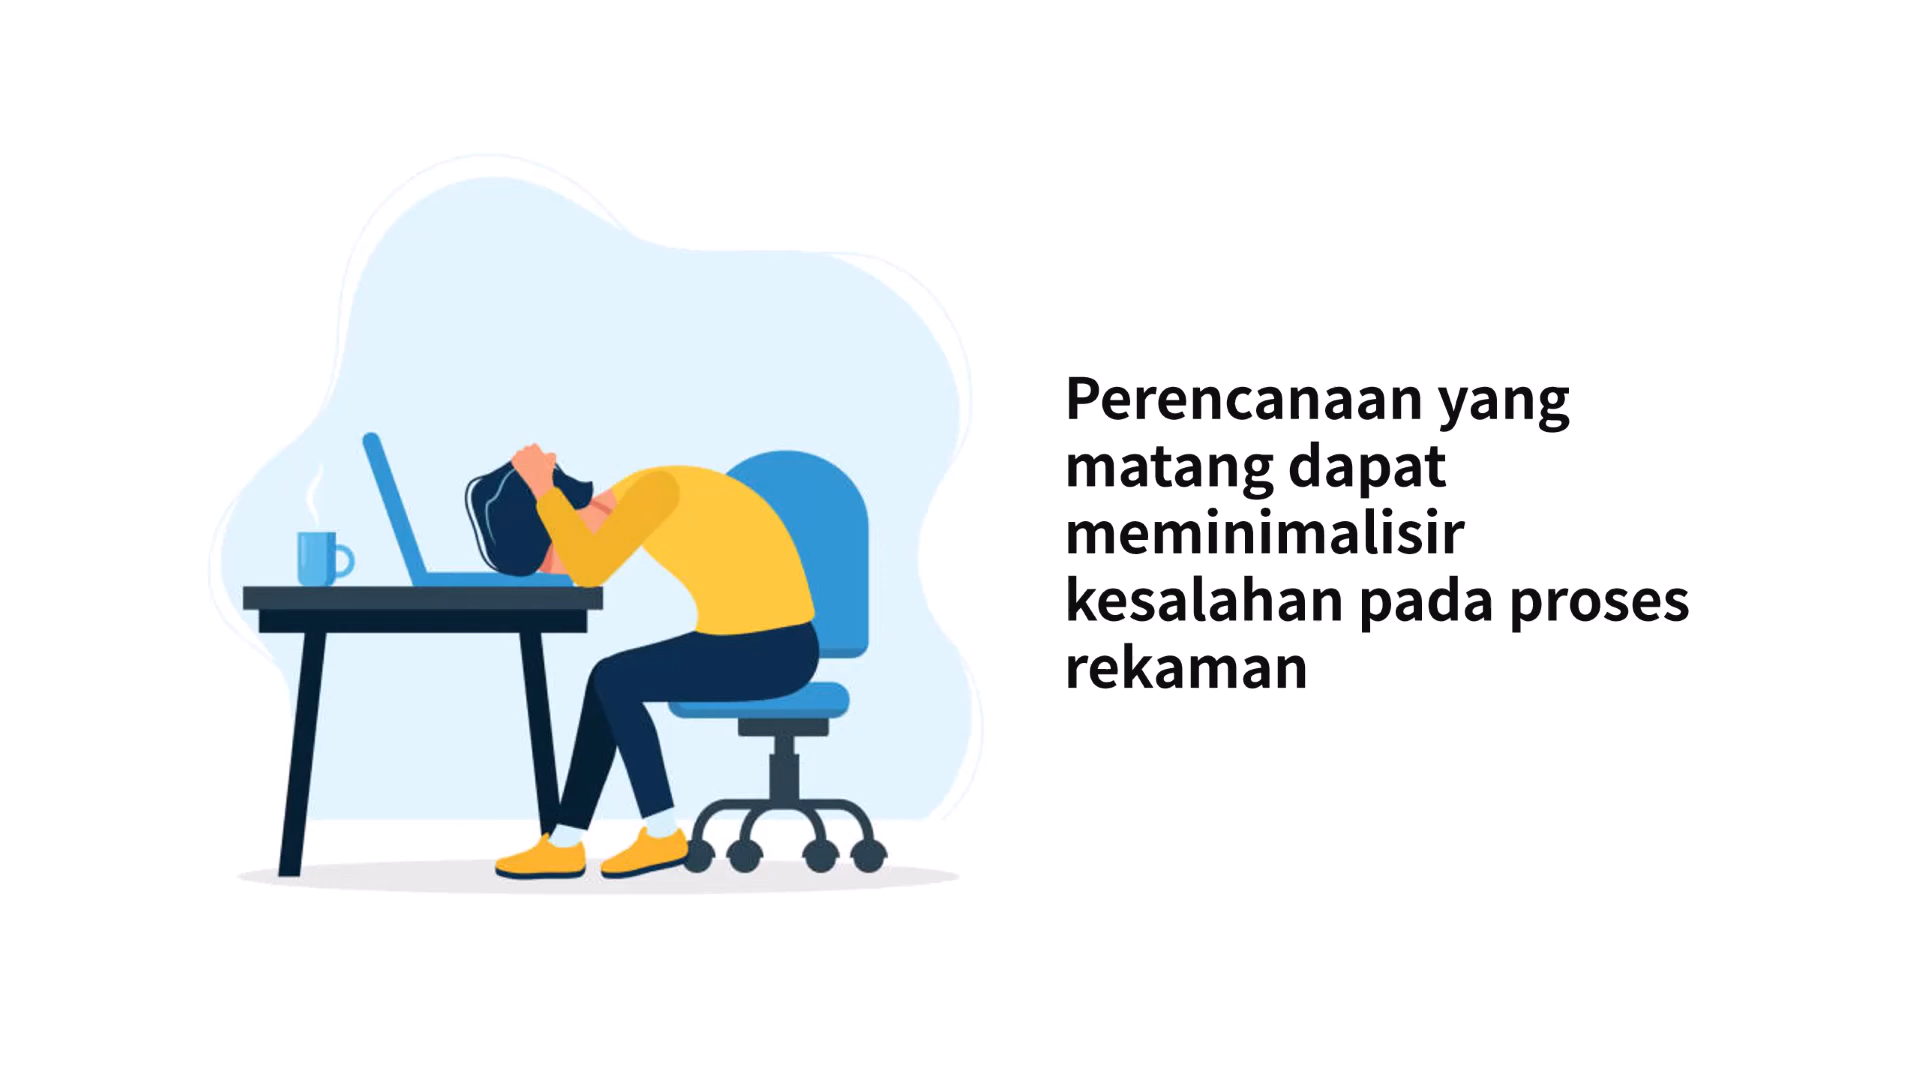 Perencanaan yang
matang dapat
meminimalisir
kesalahan pada proses
rekaman